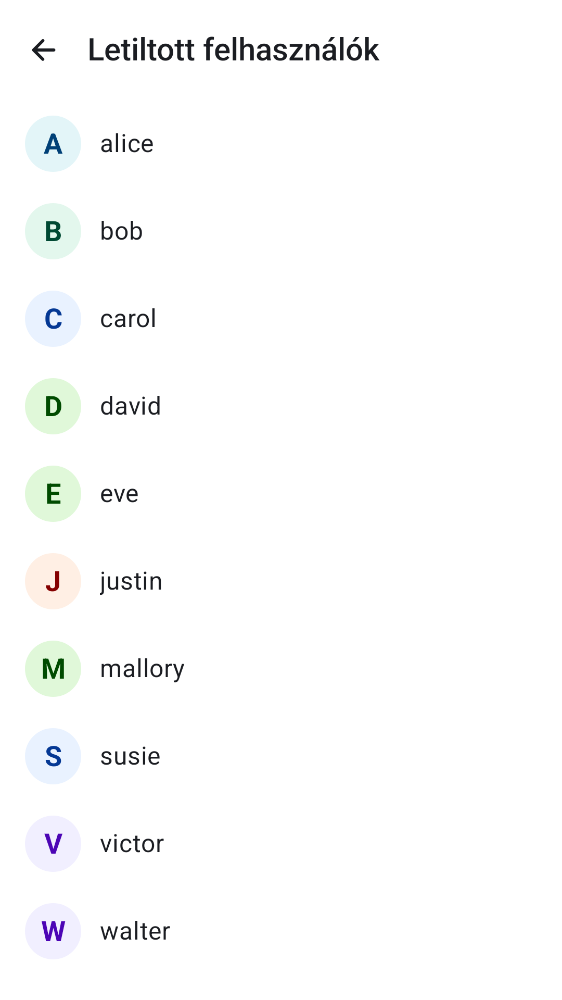 Letiltott felhasználók
A alice
B bob
C carol
D david
E eve
J justin
M mallory
S susie
V victor
W walter